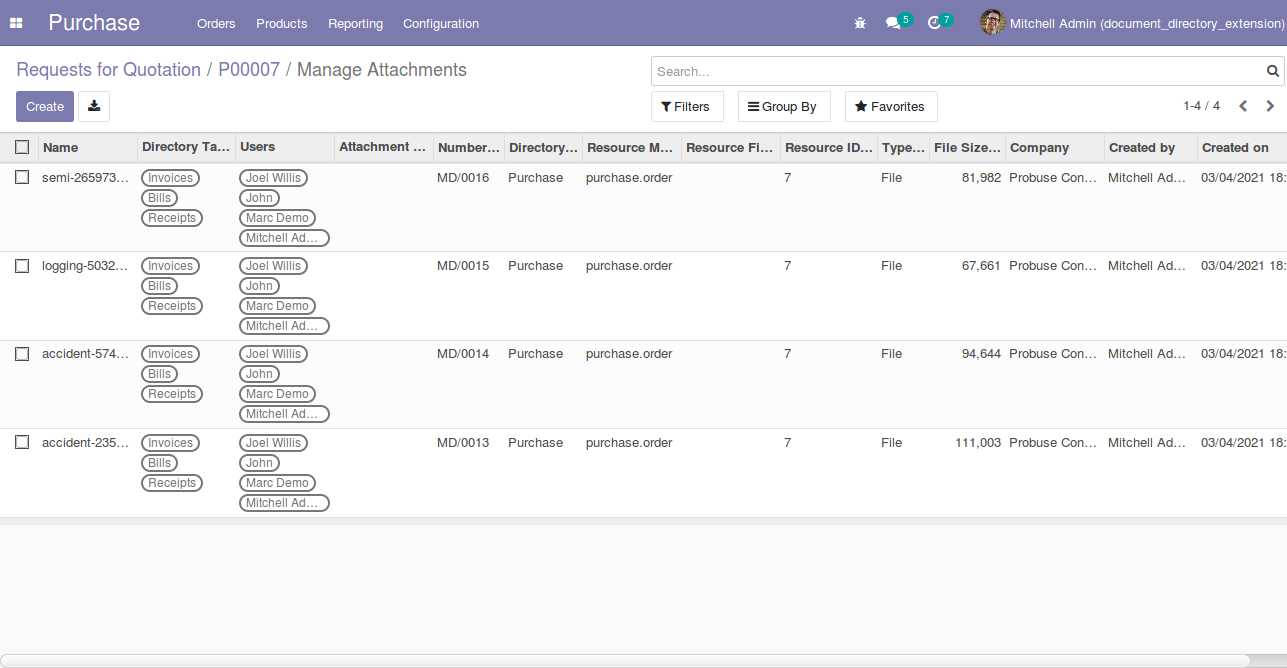 Purchase Orders Products Reporting Configuration 5 7 Mitchell Admin (document_directory_extension)
Requests for Quotation / P00007 / Manage Attachments
Search...
Create Filters Group By Favorites 1-4 / 4
Name Directory Ta... Users Attachment ... Number... Directory... Resource M... Resource Fi... Resource ID... Type... File Size... Company Created by Created on
semi-265973... Invoices Joel Willis MD/0016 Purchase purchase.order 7 File 81,982 Probuse Con... Mitchell Ad... 03/04/2021 18:
Bills John
Receipts Marc Demo
Mitchell Ad...
logging-5032... Invoices Joel Willis MD/0015 Purchase purchase.order 7 File 67,661 Probuse Con... Mitchell Ad... 03/04/2021 18:
Bills John
Receipts Marc Demo
Mitchell Ad...
accident-574... Invoices Joel Willis MD/0014 Purchase purchase.order 7 File 94,644 Probuse Con... Mitchell Ad... 03/04/2021 18:
Bills John
Receipts Marc Demo
Mitchell Ad...
accident-235... Invoices Joel Willis MD/0013 Purchase purchase.order 7 File 111,003 Probuse Con... Mitchell Ad... 03/04/2021 18:
Bills John
Receipts Marc Demo
Mitchell Ad...